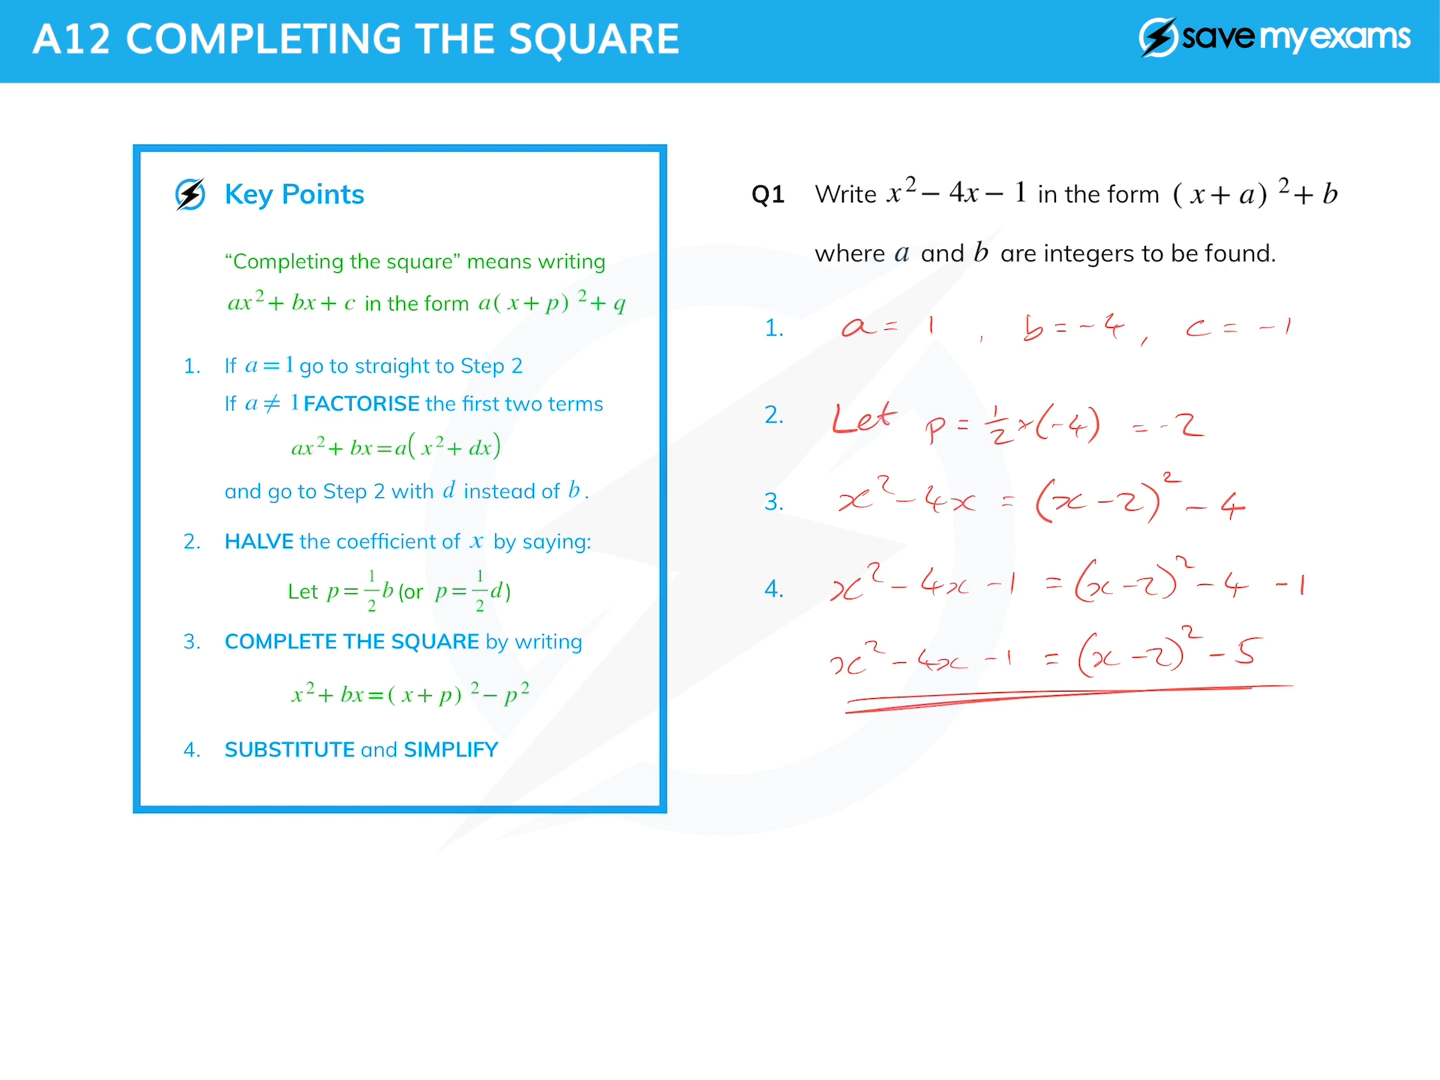 A12 COMPLETING THE SQUARE
save my exams
Key Points
“Completing the square” means writing
ax² + bx + c in the form a(x + p)² + q
1. If a = 1 go to straight to Step 2
If a ≠ 1 FACTORISE the first two terms
ax² + bx = a(x² + dx)
and go to Step 2 with d instead of b.
2. HALVE the coefficient of x by saying:
Let p = 1/2 b (or p = 1/2 d)
3. COMPLETE THE SQUARE by writing
x² + bx = (x + p)² − p²
4. SUBSTITUTE and SIMPLIFY
Q1 Write x² − 4x − 1 in the form (x + a)² + b
where a and b are integers to be found.
1. a = 1, b = −4, c = −1
2. Let p = 1/2 × (−4) = −2
3. x² − 4x = (x − 2)² − 4
4. x² − 4x − 1 = (x − 2)² − 4 − 1
x² − 4x − 1 = (x − 2)² − 5